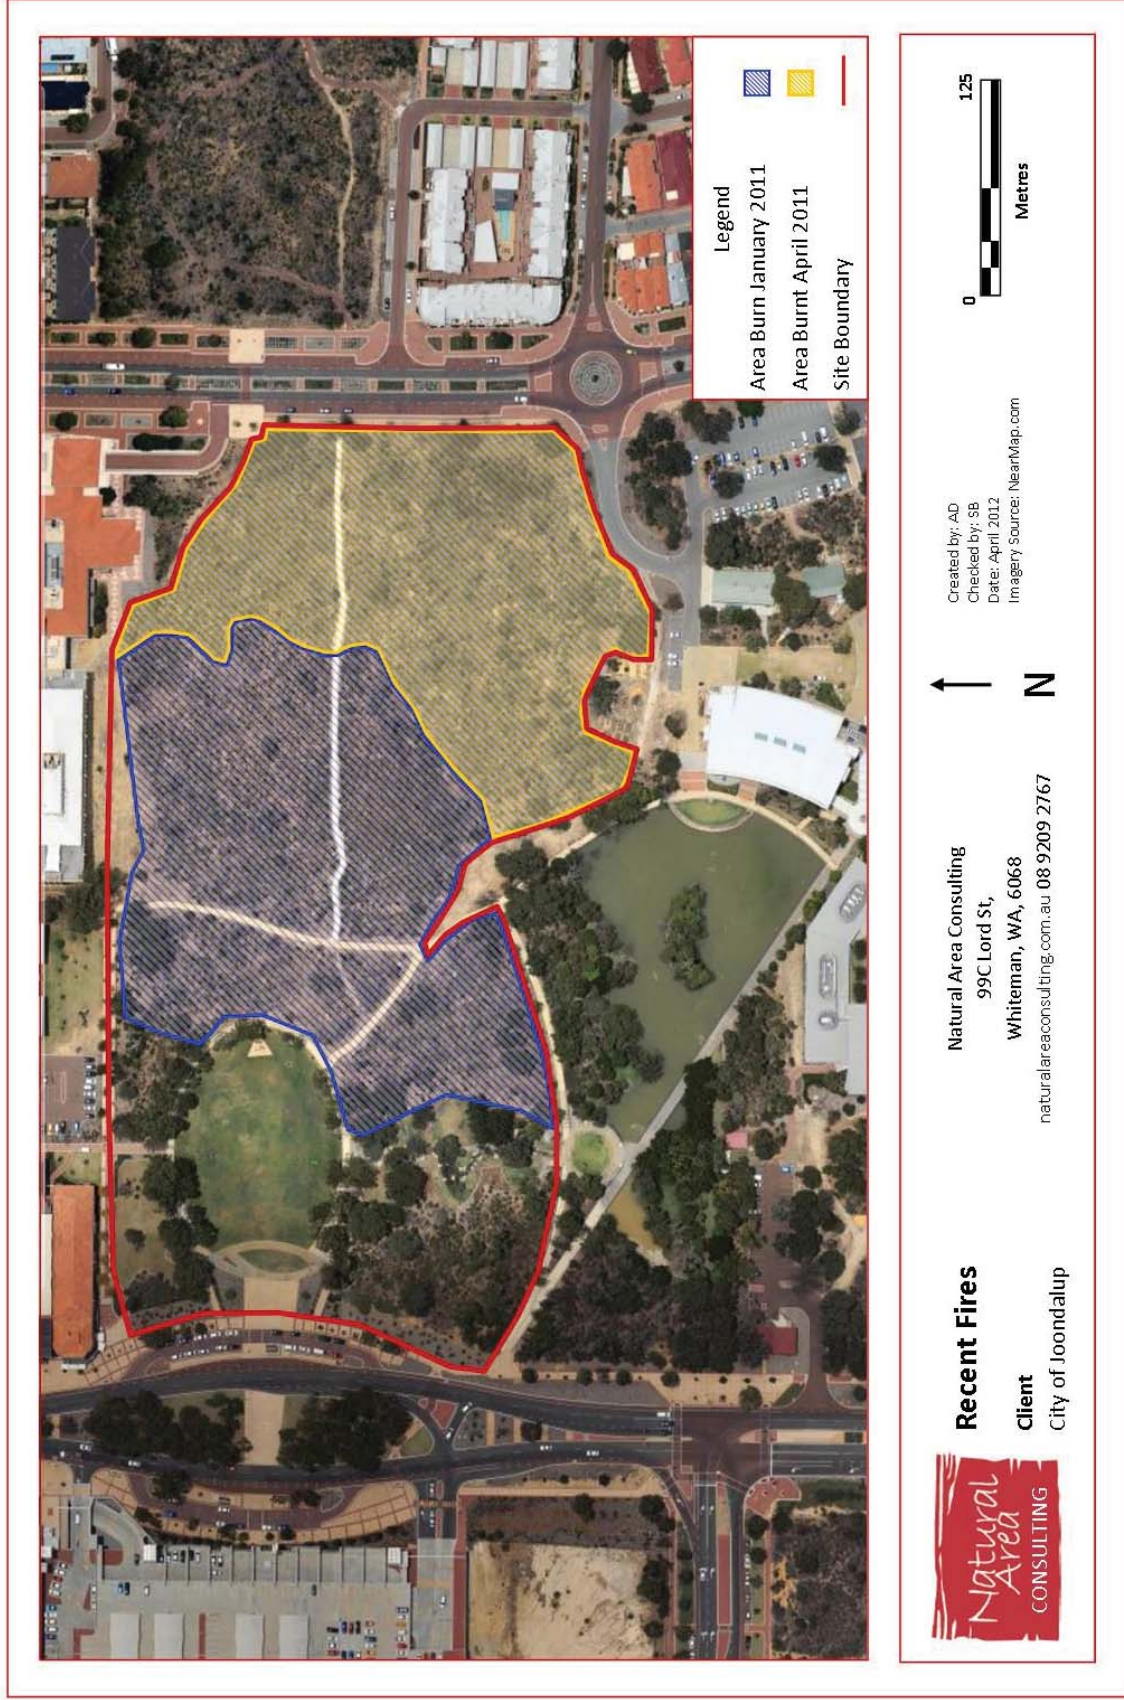 Legend
Area Burn January 2011
Area Burnt April 2011
Site Boundary
Natural
Area
CONSULTING
Recent Fires
Client
City of Joondalup
Natural Area Consulting
99C Lord St,
Whiteman, WA, 6068
naturalareaconsulting.com.au 08 9209 2767
N
Created by: AD
Checked by: SB
Date: April 2012
Imagery Source: NearMap.com
0 125
Metres